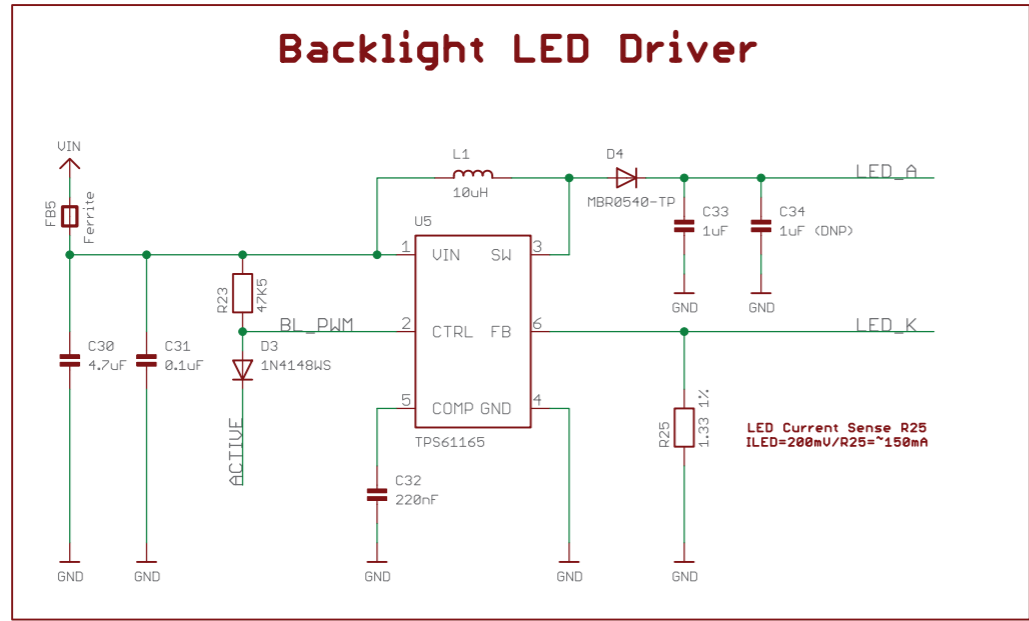 Backlight LED Driver
VIN
FB5
Ferrite
L1
10uH
D4
MBR0540-TP
LED_A
C33
1uF
C34
1uF (DNP)
GND
GND
U5
1
VIN
SW
3
R23
47K5
BL_PWM
2
CTRL
FB
6
LED_K
C30
4.7uF
C31
0.1uF
D3
1N4148WS
5
COMP
GND
4
TPS61165
ACTIVE
R25
1.33 1%
LED Current Sense R25
ILED=200mV/R25=~150mA
C32
220nF
GND
GND
GND
GND
GND